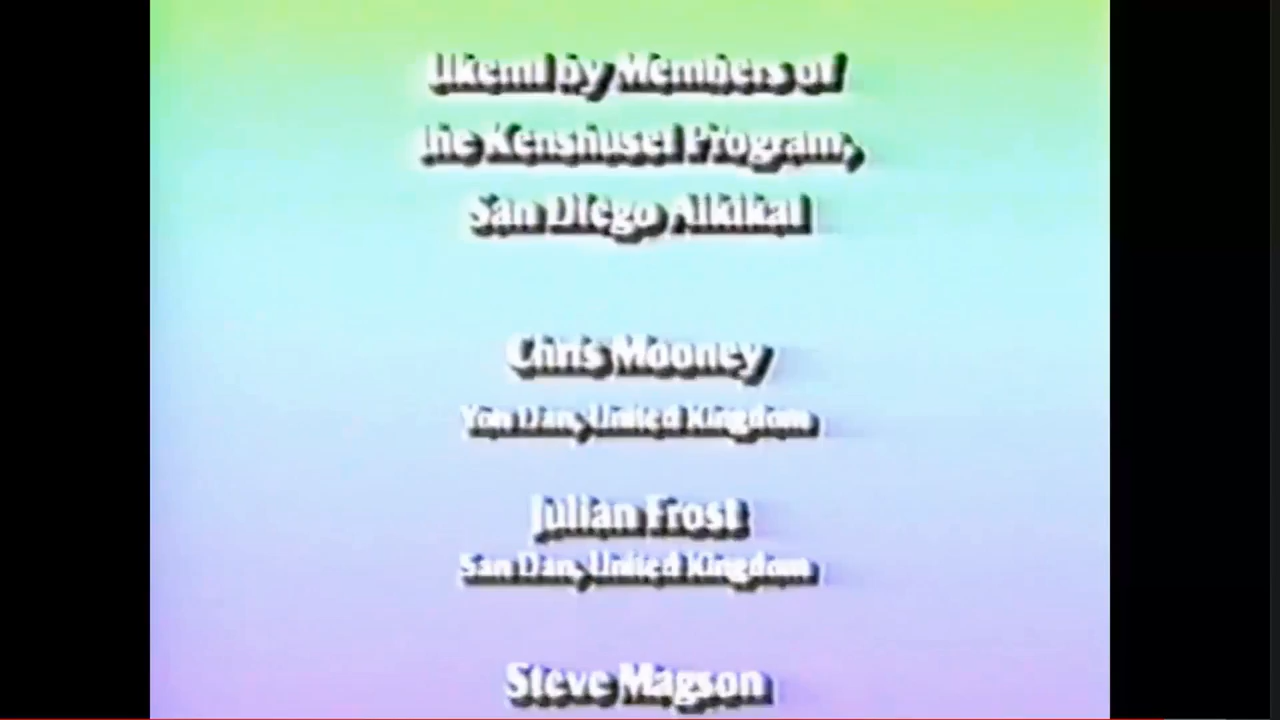 Ukemi by Members of
the Kenshusei Program,
San Diego Aikikai
Chris Mooney
Yon Dan, United Kingdom
Julian Frost
San Dan, United Kingdom
Steve Magson